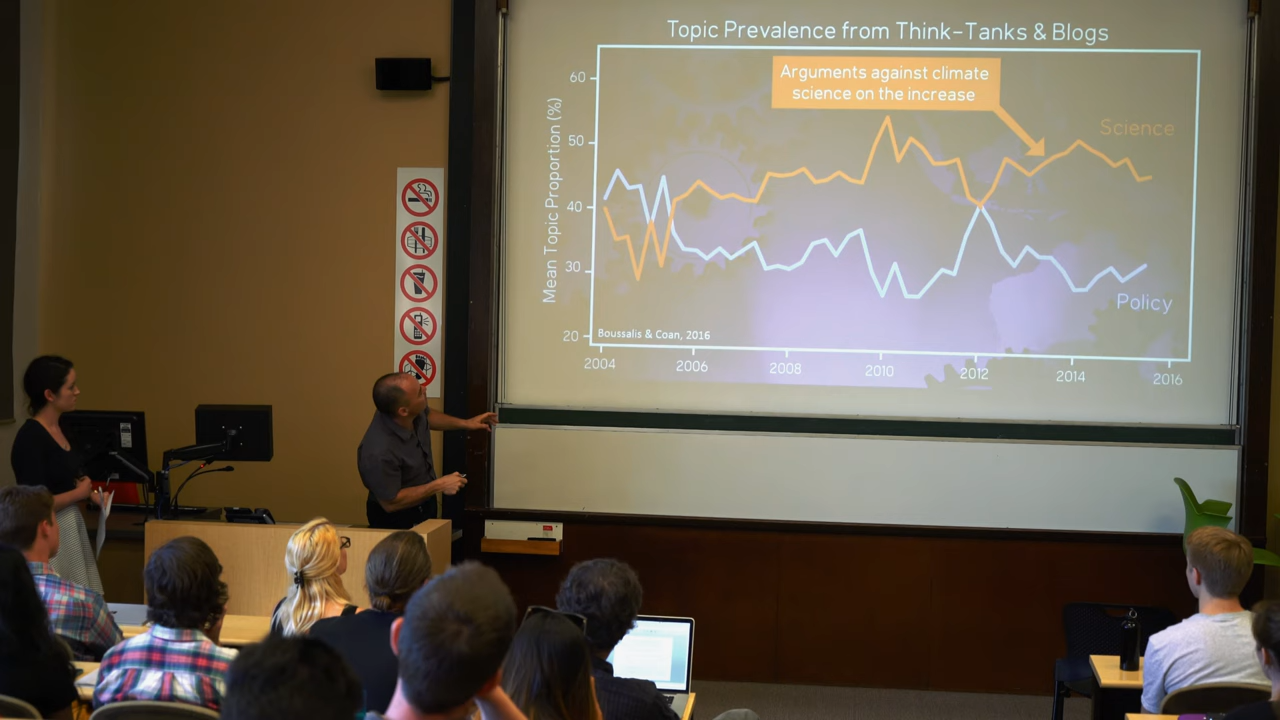 Topic Prevalence from Think-Tanks & Blogs
Arguments against climate
science on the increase
Science
Policy
Mean Topic Proportion (%)
60
50
40
30
20
Boussalis & Coan, 2016
2004
2006
2008
2010
2012
2014
2016